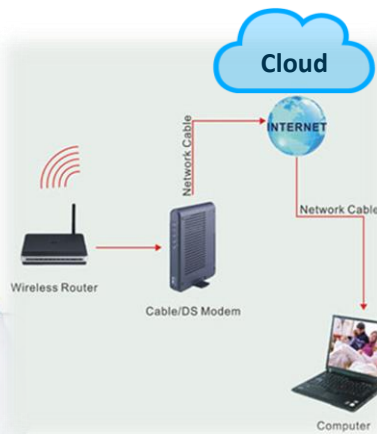 Cloud
INTERNET
Network Cable
Network Cable
Wireless Router
Cable/DS Modem
Computer